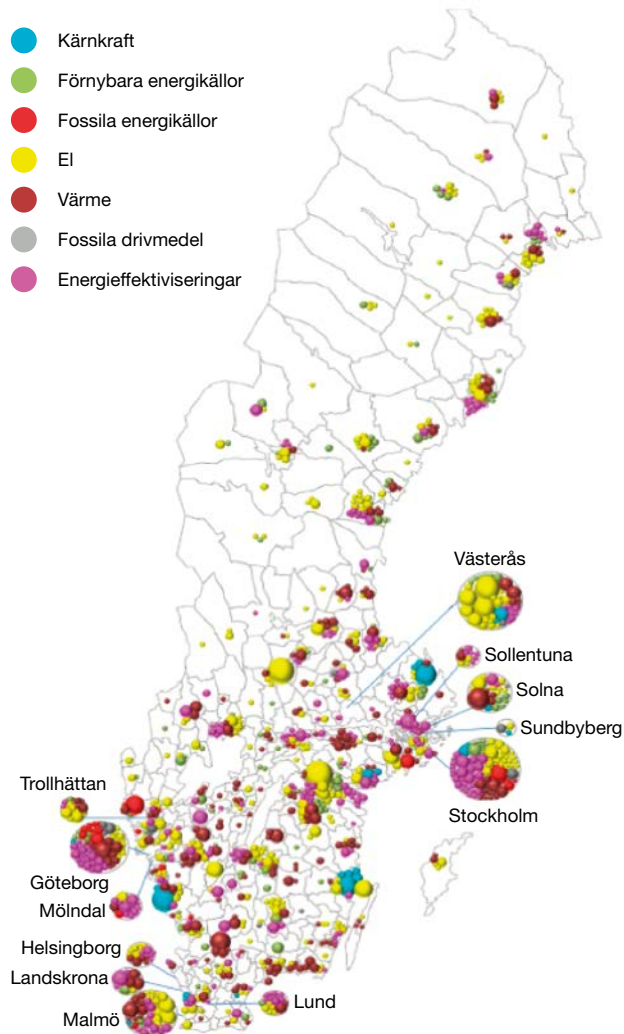 Kärnkraft
Förnybara energikällor
Fossila energikällor
El
Värme
Fossila drivmedel
Energieffektiviseringar
Västerås
Sollentuna
Solna
Sundbyberg
Stockholm
Trollhättan
Göteborg
Mölndal
Helsingborg
Landskrona
Lund
Malmö